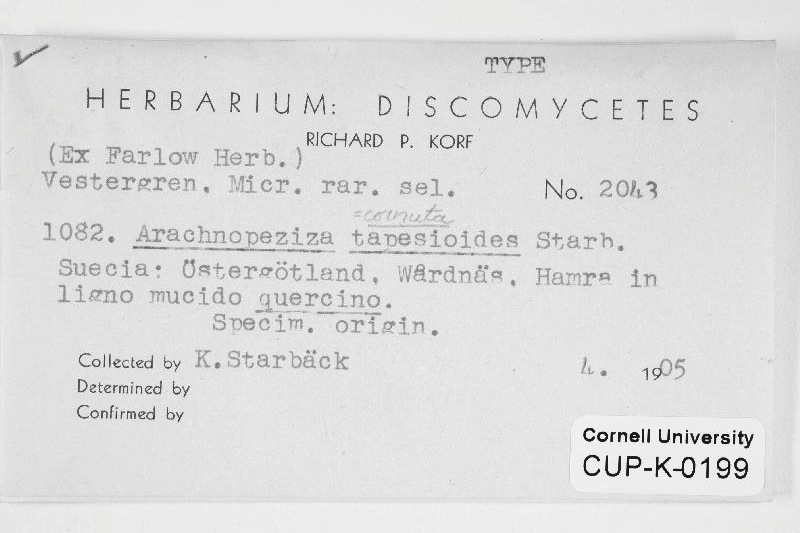 TYPE
HERBARIUM: DISCOMYCETES
RICHARD P. KORF
(Ex Farlow Herb.)
Vestergren, Micr. rar. sel. No. 2043
=cornuta
1082. Arachnopeziza tapesioides Starb.
Suecia: Östergötland, Wårdnäs, Hamra in
ligno mucido quercino.
Specim. origin.
Collected by K.Starbäck 4. 1905
Determined by
Confirmed by
Cornell University
CUP-K-0199